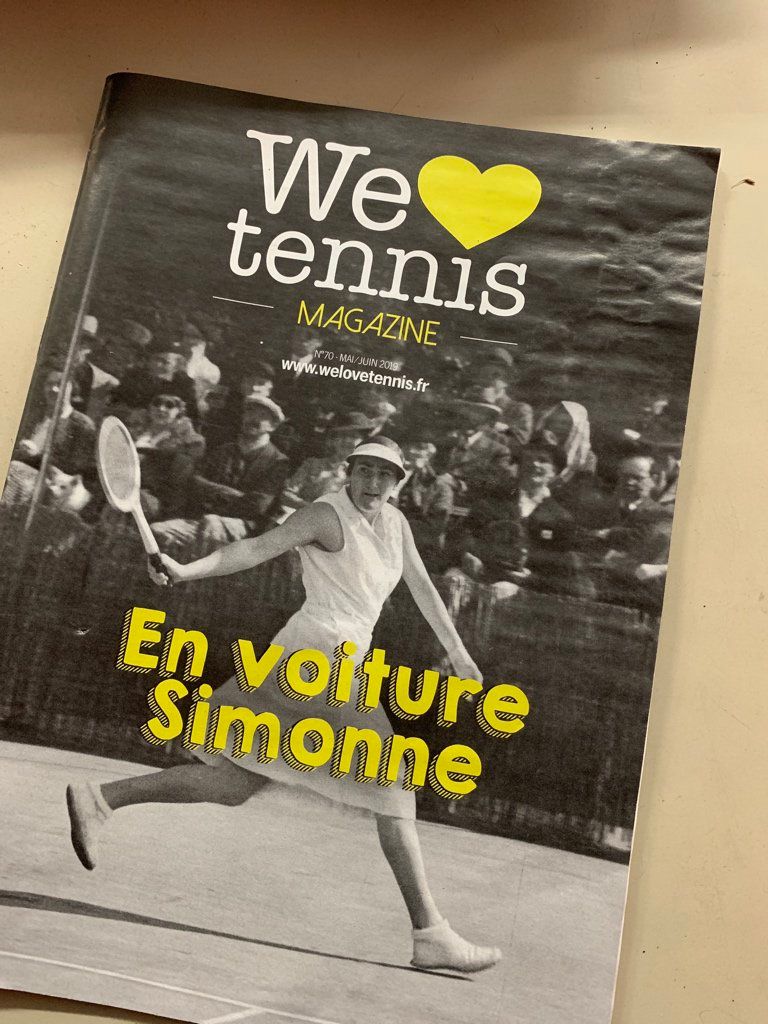 We
tennis
MAGAZINE
N°70 - MAI/JUIN 2019
www.welovetennis.fr
En voiture
Simonne